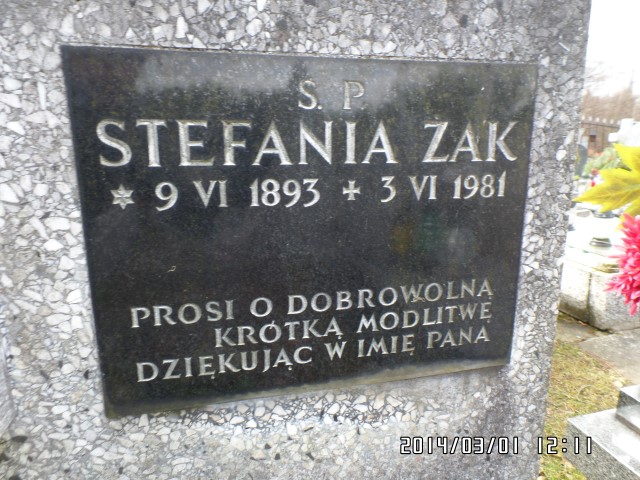 S. P.
STEFANIA ŻAK
* 9 VI 1893 + 3 VI 1981
PROSI O DOBROWOLNĄ
KRÓTKĄ MODLITWĘ
DZIĘKUJĄC W IMIĘ PANA
2014/03/01 12:11